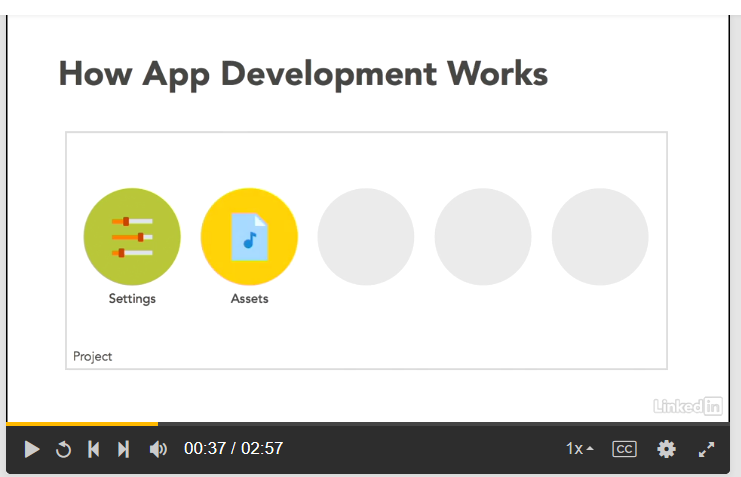 How App Development Works
Settings
Assets
Project
Linked in
00:37 / 02:57
1x
CC